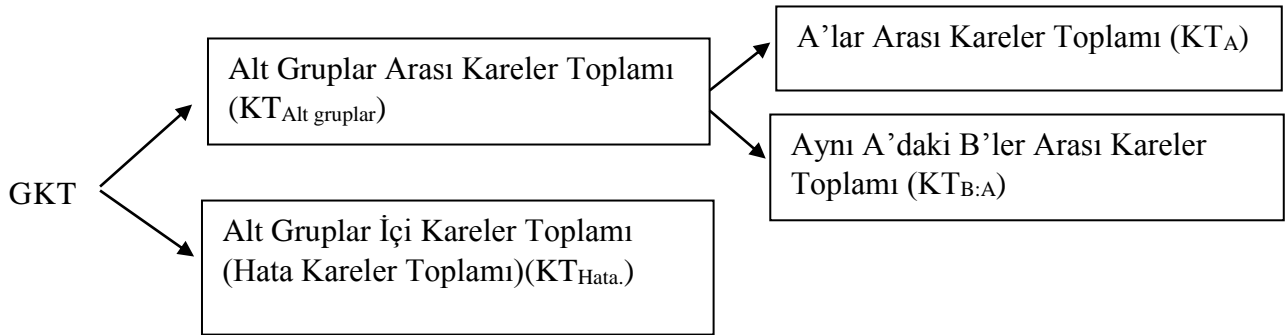 GKT
Alt Gruplar Arası Kareler Toplamı
(KTAlt gruplar)
Alt Gruplar İçi Kareler Toplamı
(Hata Kareler Toplamı)(KTHata.)
A’lar Arası Kareler Toplamı (KTA)
Aynı A’daki B’ler Arası Kareler
Toplamı (KTB:A)